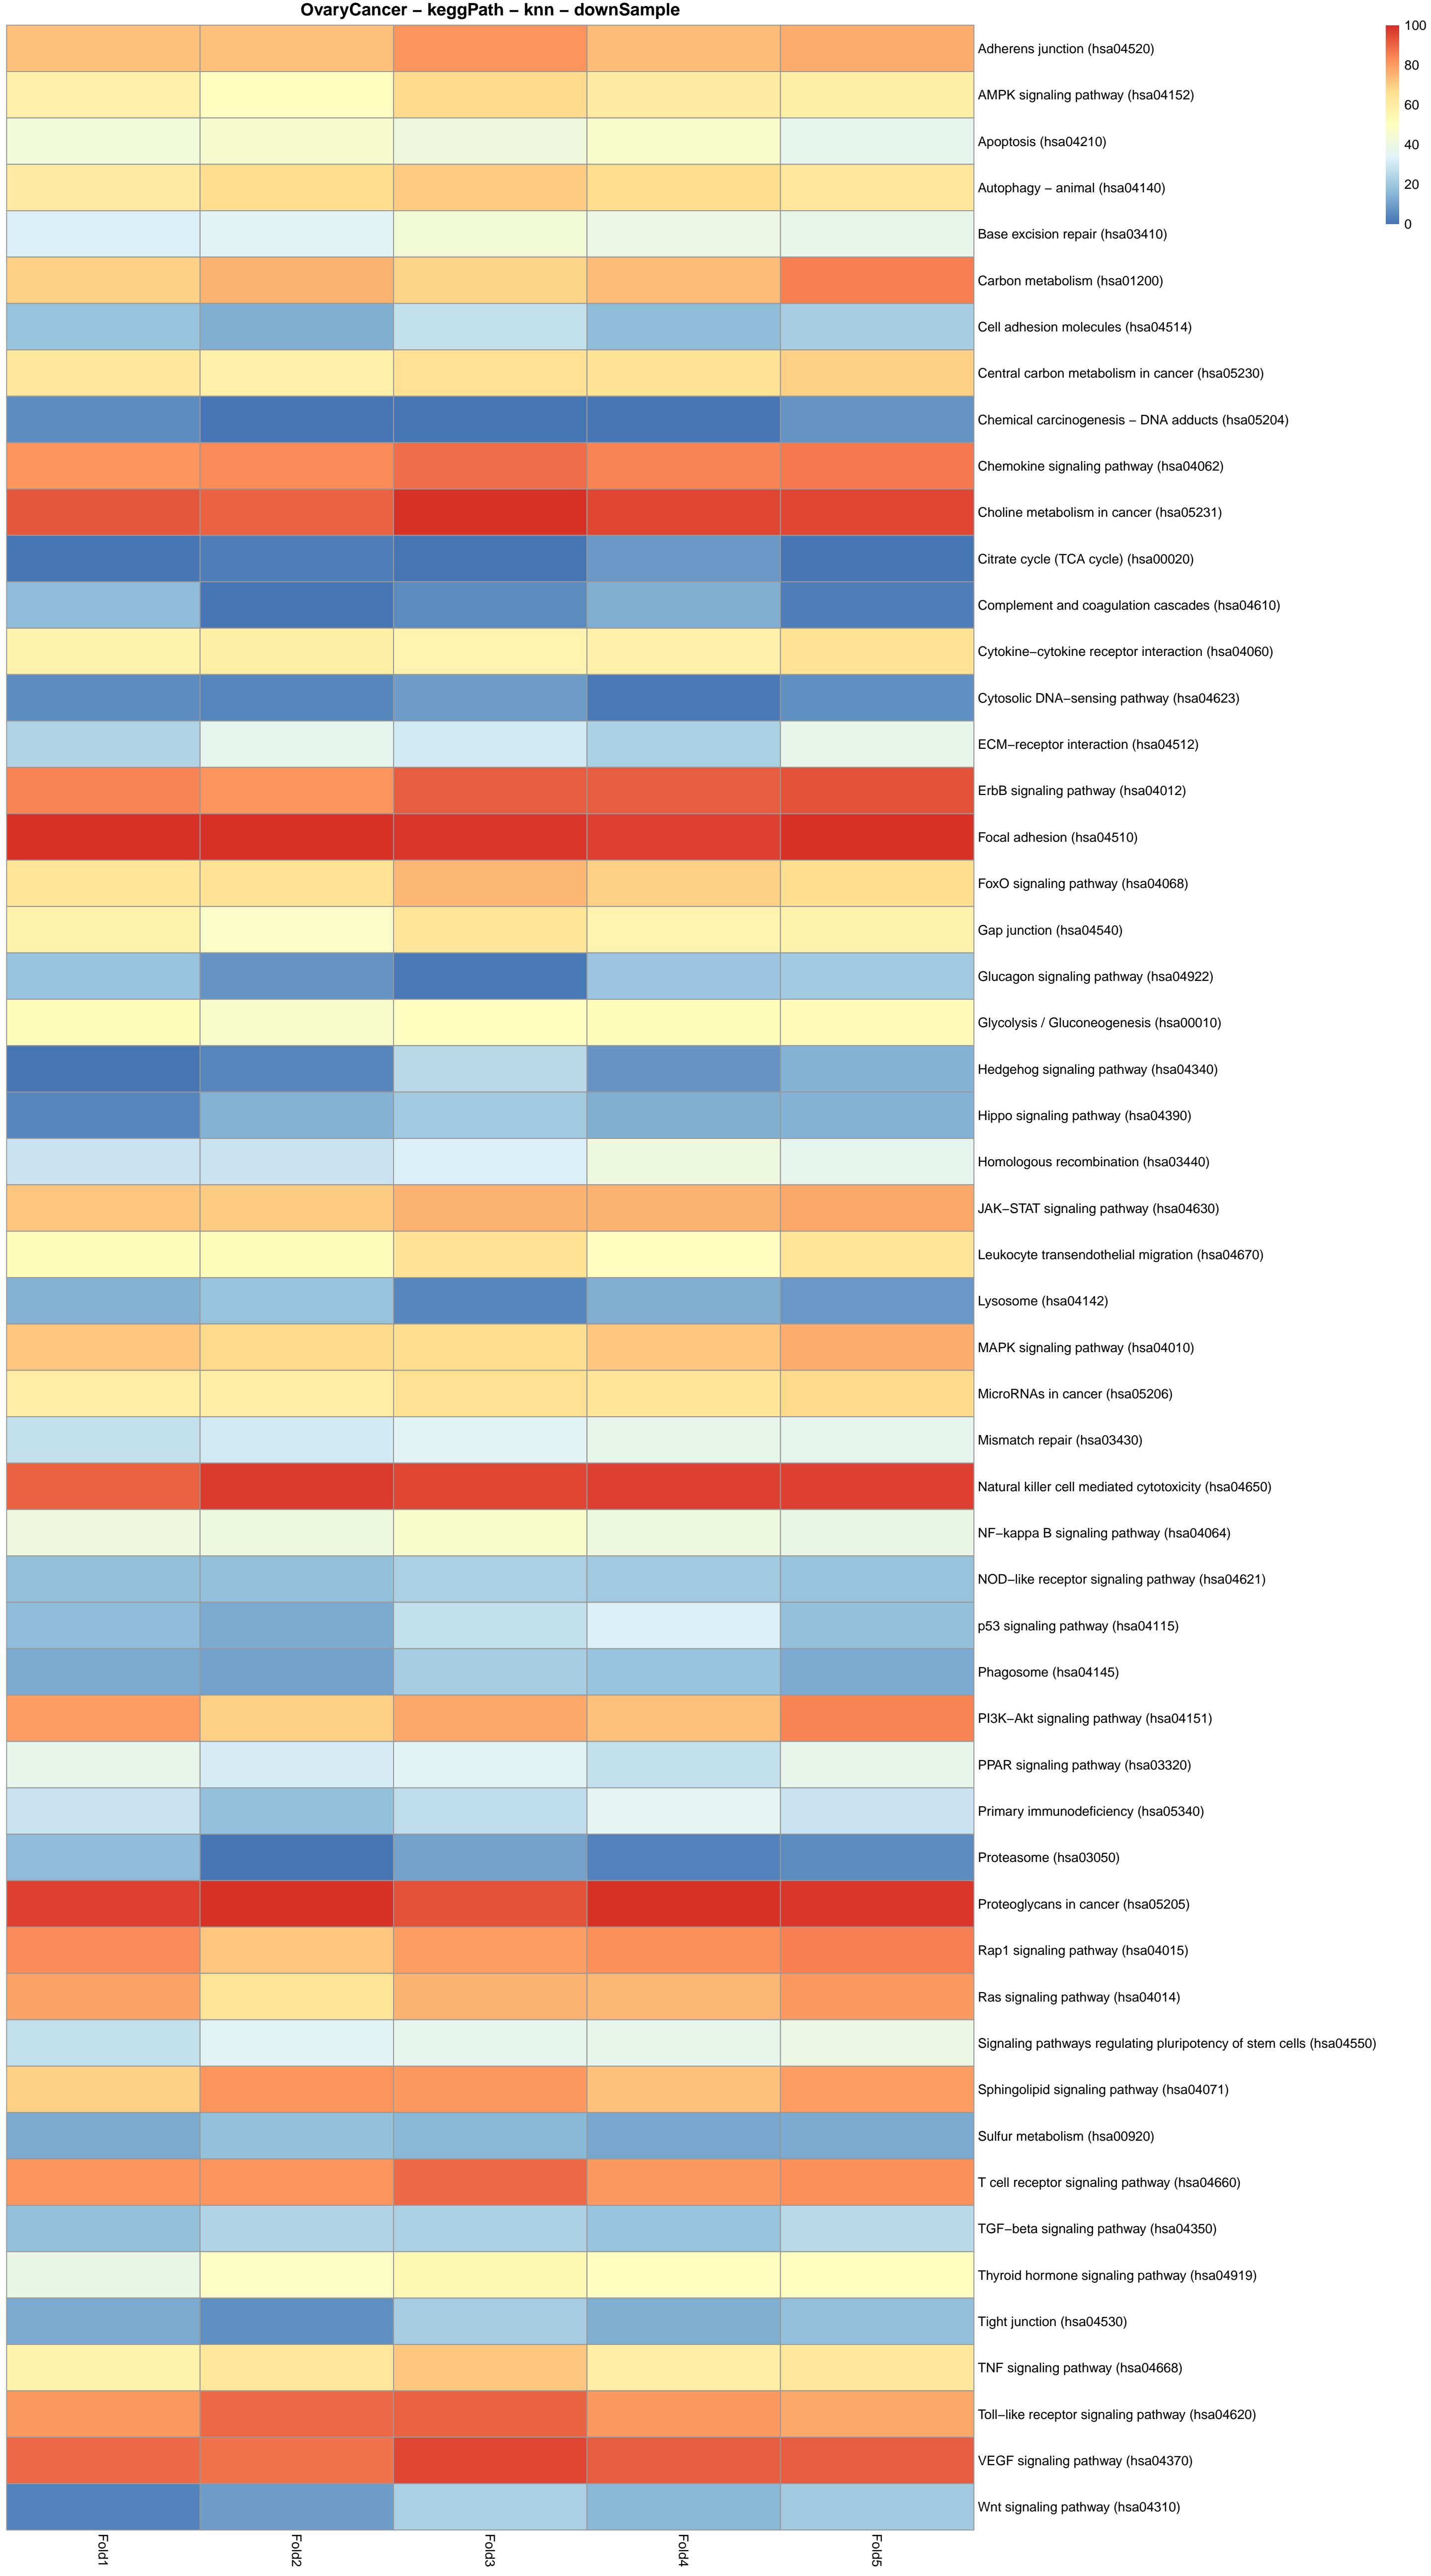 OvaryCancer – keggPath – knn – downSample
100
80
60
40
20
0
Adherens junction (hsa04520)
AMPK signaling pathway (hsa04152)
Apoptosis (hsa04210)
Autophagy – animal (hsa04140)
Base excision repair (hsa03410)
Carbon metabolism (hsa01200)
Cell adhesion molecules (hsa04514)
Central carbon metabolism in cancer (hsa05230)
Chemical carcinogenesis – DNA adducts (hsa05204)
Chemokine signaling pathway (hsa04062)
Choline metabolism in cancer (hsa05231)
Citrate cycle (TCA cycle) (hsa00020)
Complement and coagulation cascades (hsa04610)
Cytokine–cytokine receptor interaction (hsa04060)
Cytosolic DNA–sensing pathway (hsa04623)
ECM–receptor interaction (hsa04512)
ErbB signaling pathway (hsa04012)
Focal adhesion (hsa04510)
FoxO signaling pathway (hsa04068)
Gap junction (hsa04540)
Glucagon signaling pathway (hsa04922)
Glycolysis / Gluconeogenesis (hsa00010)
Hedgehog signaling pathway (hsa04340)
Hippo signaling pathway (hsa04390)
Homologous recombination (hsa03440)
JAK–STAT signaling pathway (hsa04630)
Leukocyte transendothelial migration (hsa04670)
Lysosome (hsa04142)
MAPK signaling pathway (hsa04010)
MicroRNAs in cancer (hsa05206)
Mismatch repair (hsa03430)
Natural killer cell mediated cytotoxicity (hsa04650)
NF–kappa B signaling pathway (hsa04064)
NOD–like receptor signaling pathway (hsa04621)
p53 signaling pathway (hsa04115)
Phagosome (hsa04145)
PI3K–Akt signaling pathway (hsa04151)
PPAR signaling pathway (hsa03320)
Primary immunodeficiency (hsa05340)
Proteasome (hsa03050)
Proteoglycans in cancer (hsa05205)
Rap1 signaling pathway (hsa04015)
Ras signaling pathway (hsa04014)
Signaling pathways regulating pluripotency of stem cells (hsa04550)
Sphingolipid signaling pathway (hsa04071)
Sulfur metabolism (hsa00920)
T cell receptor signaling pathway (hsa04660)
TGF–beta signaling pathway (hsa04350)
Thyroid hormone signaling pathway (hsa04919)
Tight junction (hsa04530)
TNF signaling pathway (hsa04668)
Toll–like receptor signaling pathway (hsa04620)
VEGF signaling pathway (hsa04370)
Wnt signaling pathway (hsa04310)
Fold1
Fold2
Fold3
Fold4
Fold5